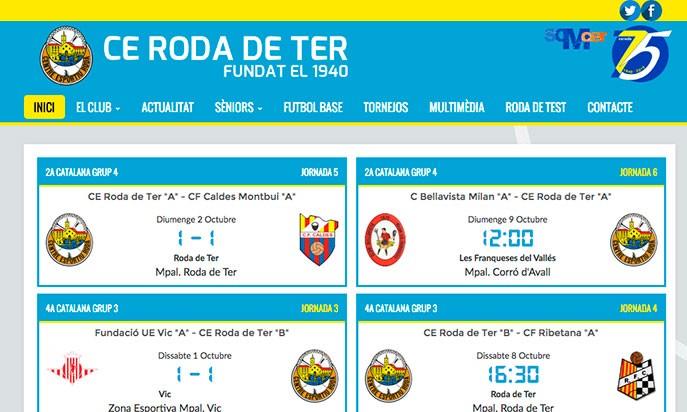 CE RODA DE TER
FUNDAT EL 1940
75
INICI EL CLUB ACTUALITAT SÈNIORS FUTBOL BASE TORNEJOS MULTIMÈDIA RODA DE TEST CONTACTE
2A CATALANA GRUP 4 JORNADA 5
CE Roda de Ter "A" - CF Caldes Montbui "A"
Diumenge 2 Octubre
1 - 1
Roda de Ter
Mpal. Roda de Ter
2A CATALANA GRUP 4 JORNADA 6
C Bellavista Milan "A" - CE Roda de Ter "A"
Diumenge 9 Octubre
12:00
Les Franqueses del Vallés
Mpal. Corró d'Avall
4A CATALANA GRUP 3 JORNADA 3
Fundació UE Vic "A" - CE Roda de Ter "B"
Dissabte 1 Octubre
1 - 1
Vic
Zona Esportiva Mpal. Vic
4A CATALANA GRUP 3 JORNADA 4
CE Roda de Ter "B" - CF Ribetana "A"
Dissabte 8 Octubre
16:30
Roda de Ter
Mpal. Roda de Ter